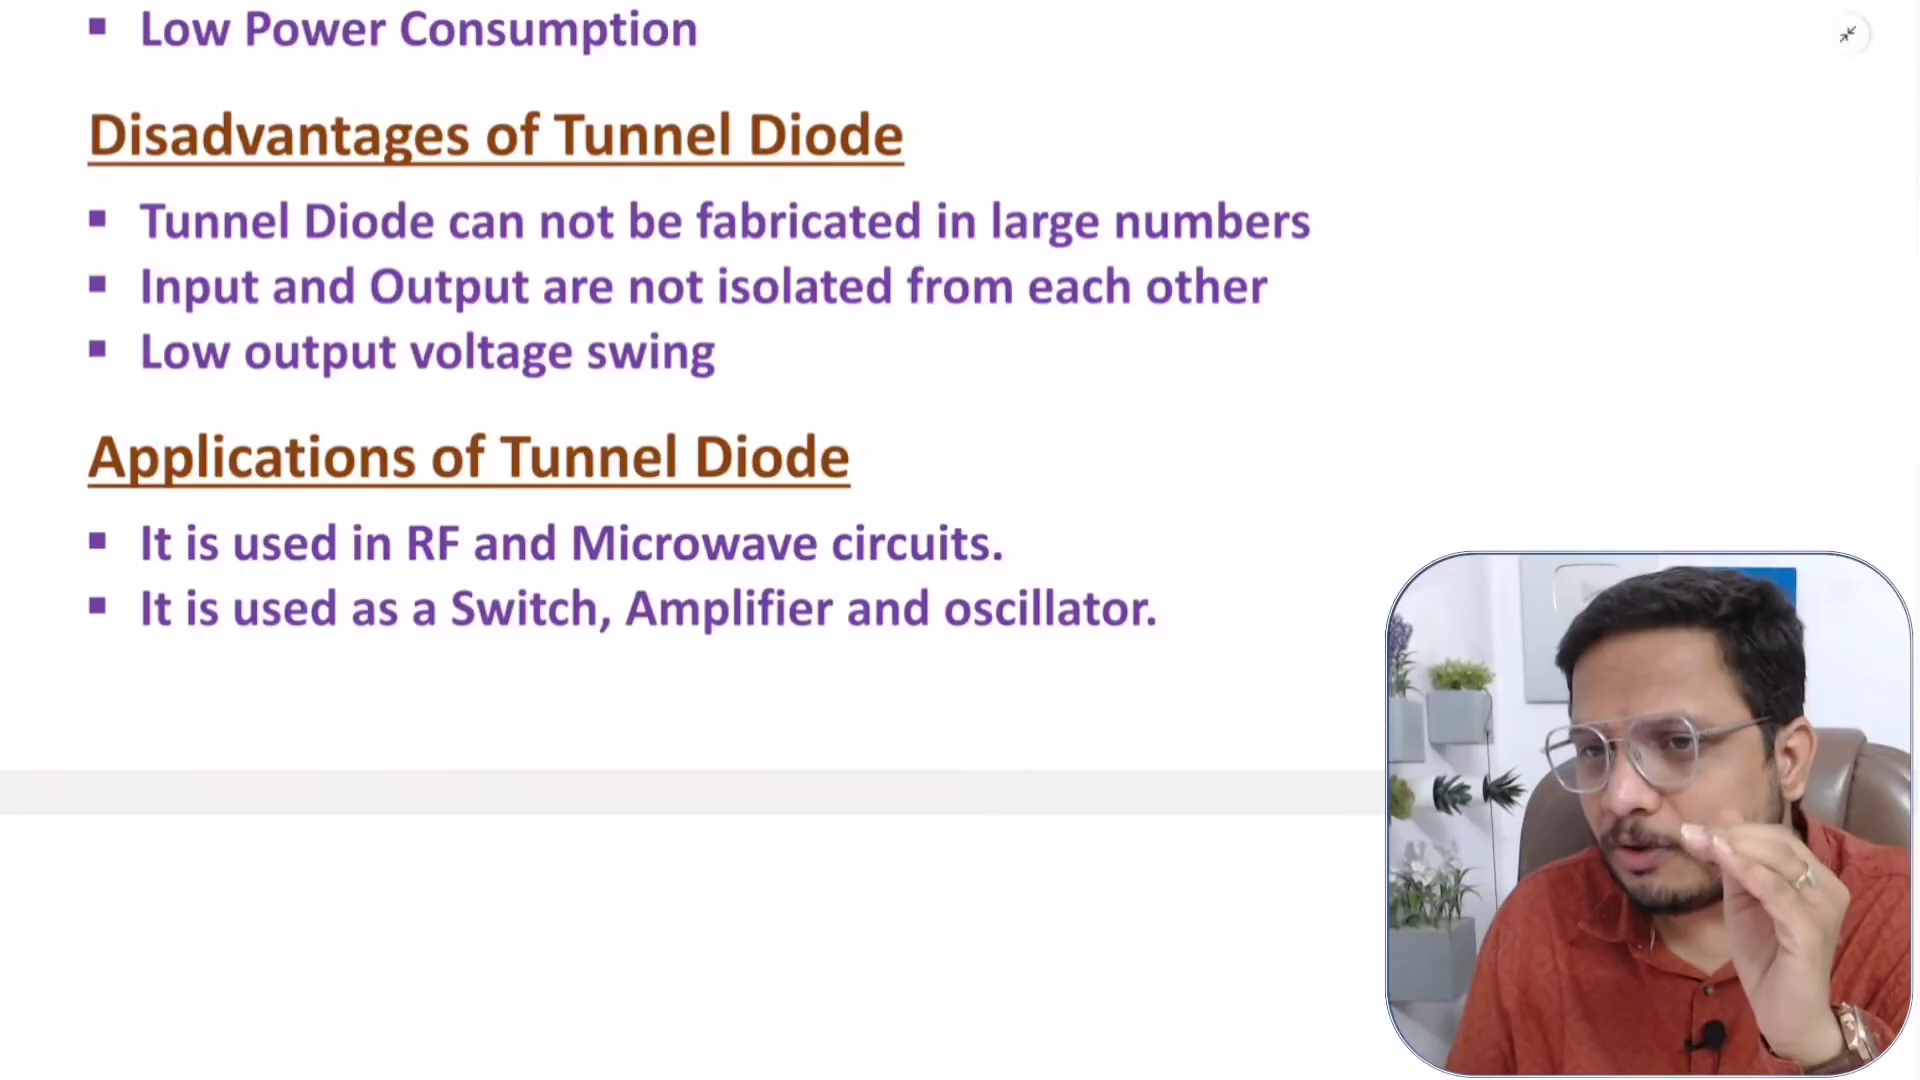 Low Power Consumption
Disadvantages of Tunnel Diode
Tunnel Diode can not be fabricated in large numbers
Input and Output are not isolated from each other
Low output voltage swing
Applications of Tunnel Diode
It is used in RF and Microwave circuits.
It is used as a Switch, Amplifier and oscillator.